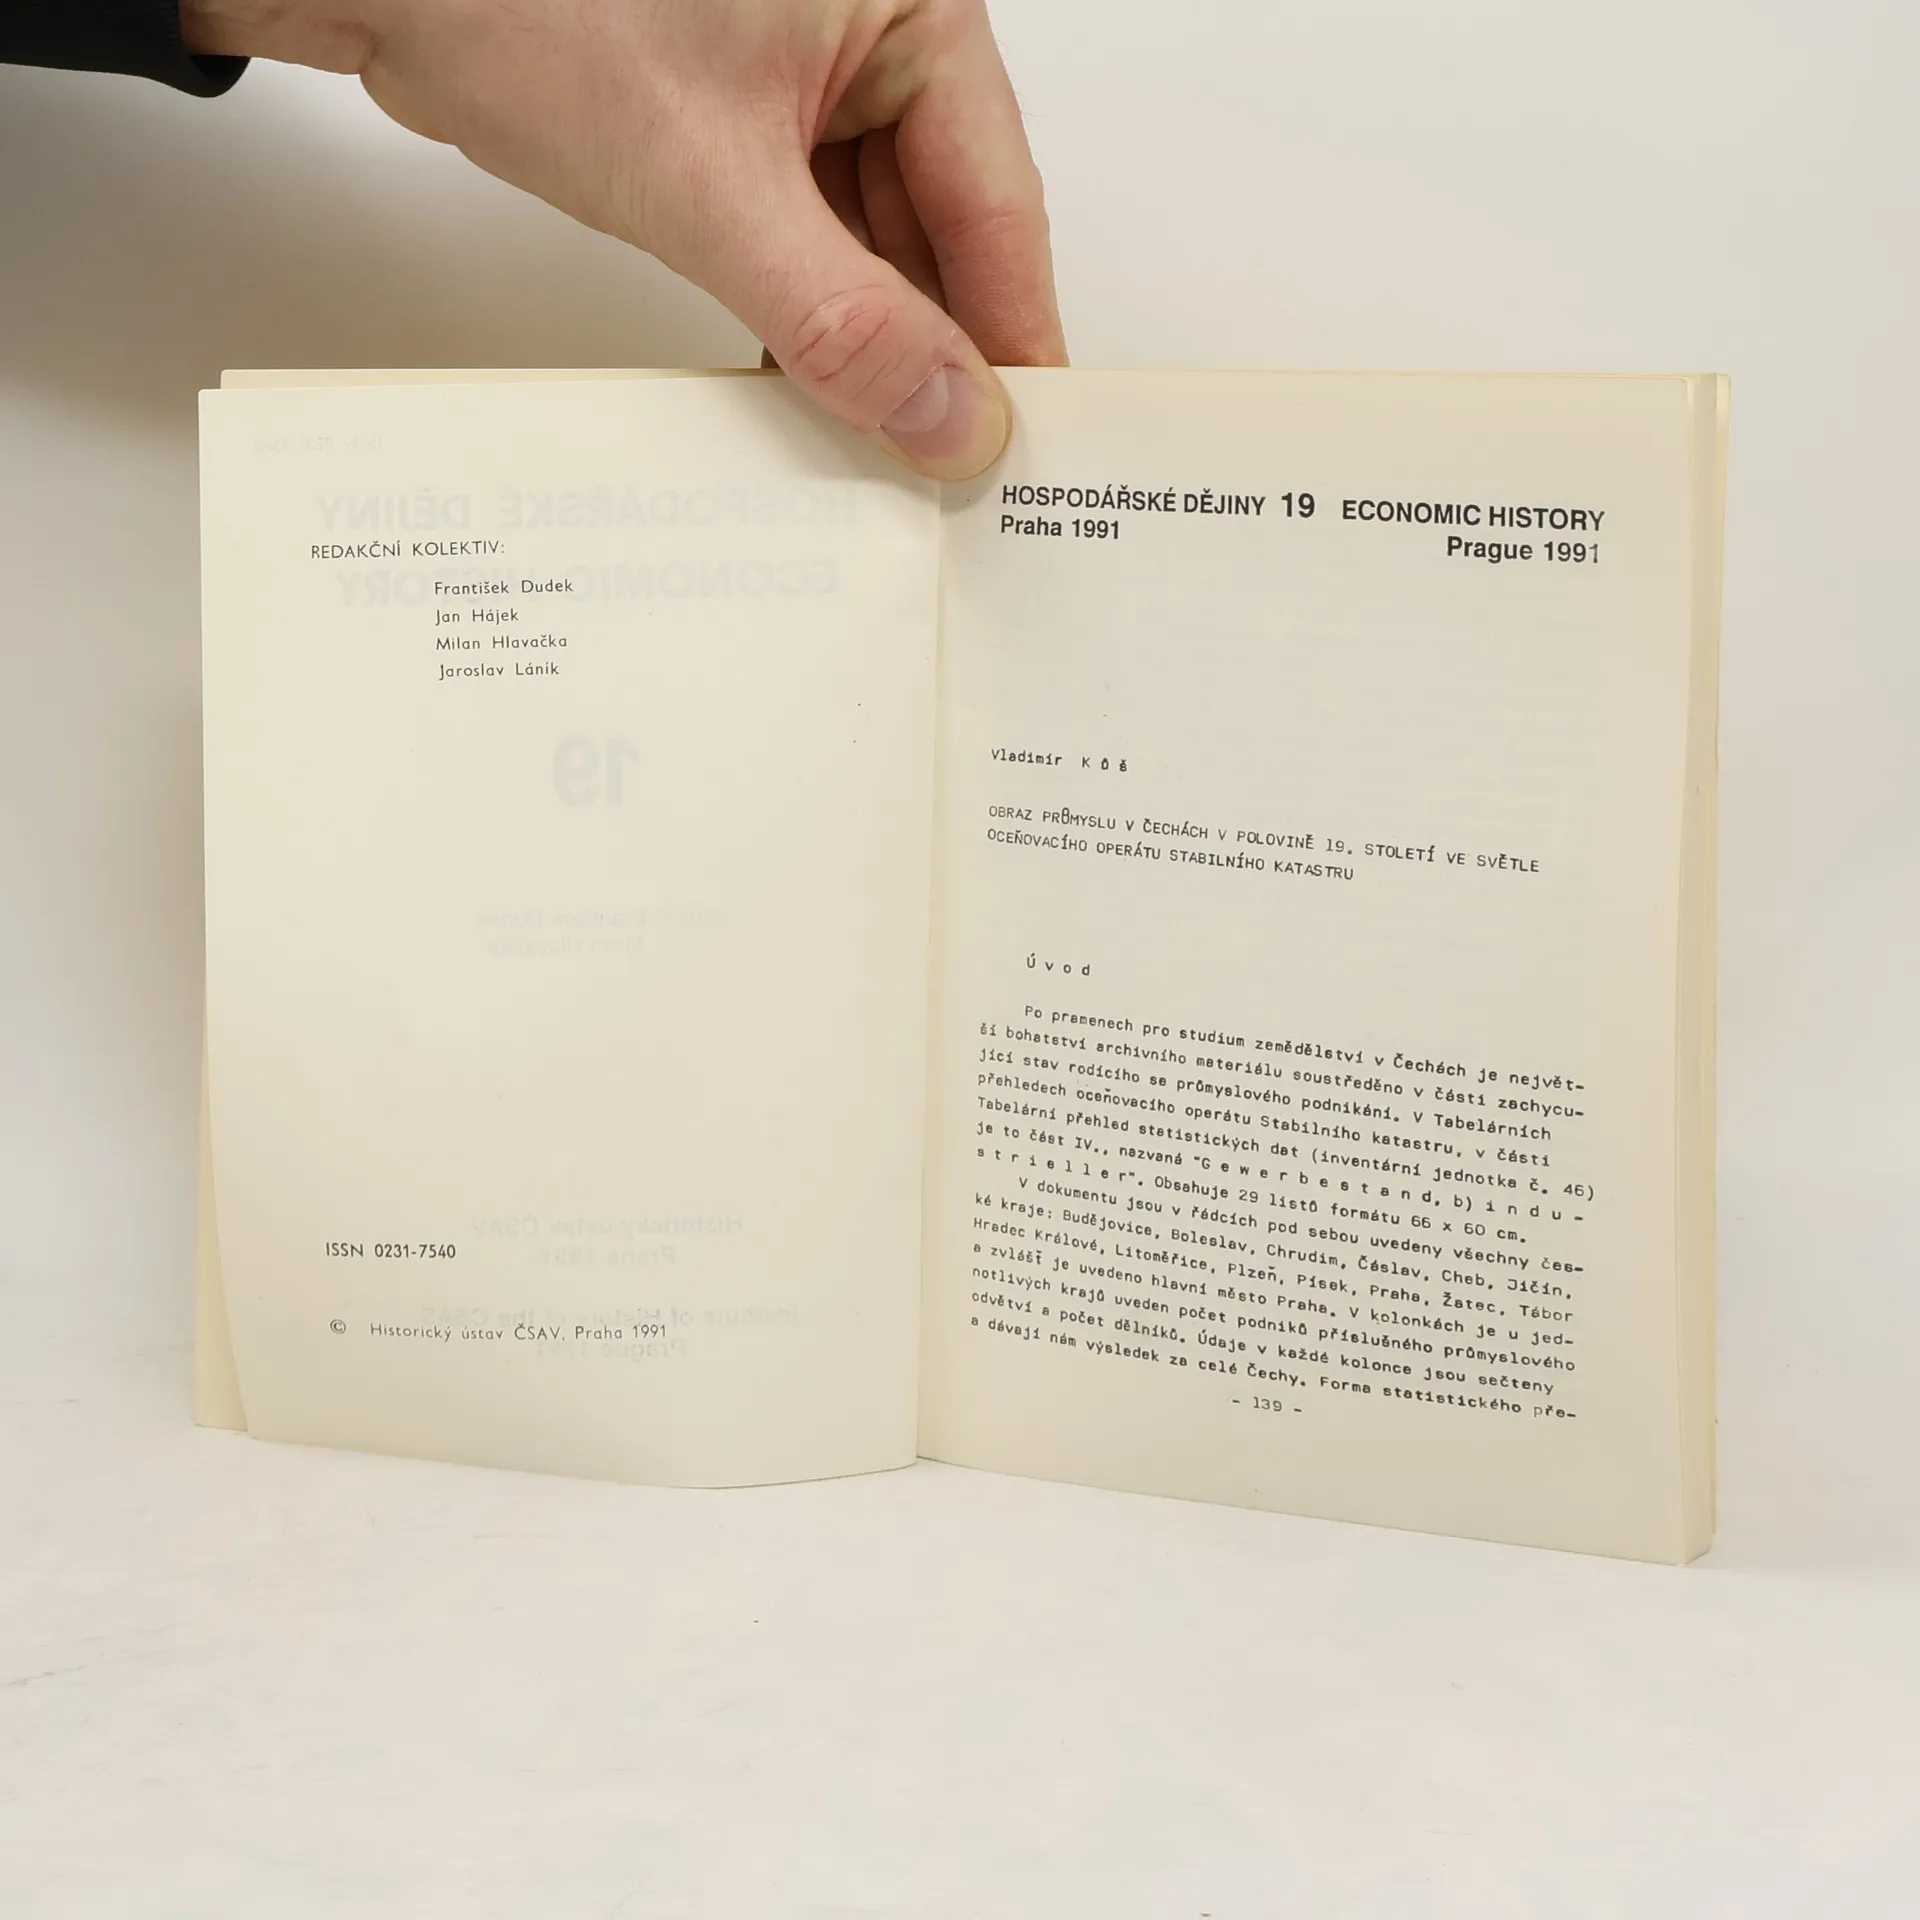 REDAKČNÍ KOLEKTIV:
František Dudek
Jan Hájek
Milan Hlavačka
Jaroslav Láník
ISSN 0231-7540
© Historický ústav ČSAV, Praha 1991
HOSPODÁŘSKÉ DĚJINY 19 ECONOMIC HISTORY
Praha 1991
Prague 1991
Vladimír K ů š
OBRAZ PRŮMYSLU V ČECHÁCH V POLOVINĚ 19. STOLETÍ VE SVĚTLE
OCEŇOVACÍHO OPERÁTU STABILNÍHO KATASTRU
Ú v o d
Po pramenech pro studium zemědělství v Čechách je největ-
ší bohatství archivního materiálu soustředěno v části zachycu-
jící stav rodícího se průmyslového podnikání. V Tabelárních
přehledech oceňovacího operátu Stabilního katastru, v části
Tabelární přehled statistických dat (inventární jednotka č. 46)
je to část IV., nazvaná "G e w e r b e s t a n d, b) i n d u -
s t r i e l l e r". Obsahuje 29 listů formátu 66 x 60 cm.
V dokumentu jsou v řádcích pod sebou uvedeny všechny čes-
ké kraje: Budějovice, Boleslav, Chrudim, Čáslav, Cheb, Jičín,
Hradec Králové, Litoměřice, Plzeň, Písek, Praha, Žatec, Tábor
a zvlášť je uvedeno hlavní město Praha. V kolonkách je u jed-
notlivých krajů uveden počet podniků příslušného průmyslového
odvětví a počet dělníků. Údaje v každé kolonce jsou sečteny
a dávají nám výsledek za celé Čechy. Forma statistického pře-
- 139 -